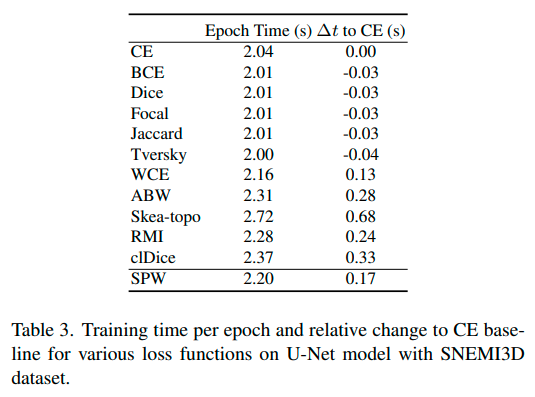 Epoch Time (s) Δt to CE (s)
CE 2.04 0.00
BCE 2.01 -0.03
Dice 2.01 -0.03
Focal 2.01 -0.03
Jaccard 2.01 -0.03
Tversky 2.00 -0.04
WCE 2.16 0.13
ABW 2.31 0.28
Skea-topo 2.72 0.68
RMI 2.28 0.24
clDice 2.37 0.33
SPW 2.20 0.17
Table 3. Training time per epoch and relative change to CE base-
line for various loss functions on U-Net model with SNEMI3D
dataset.